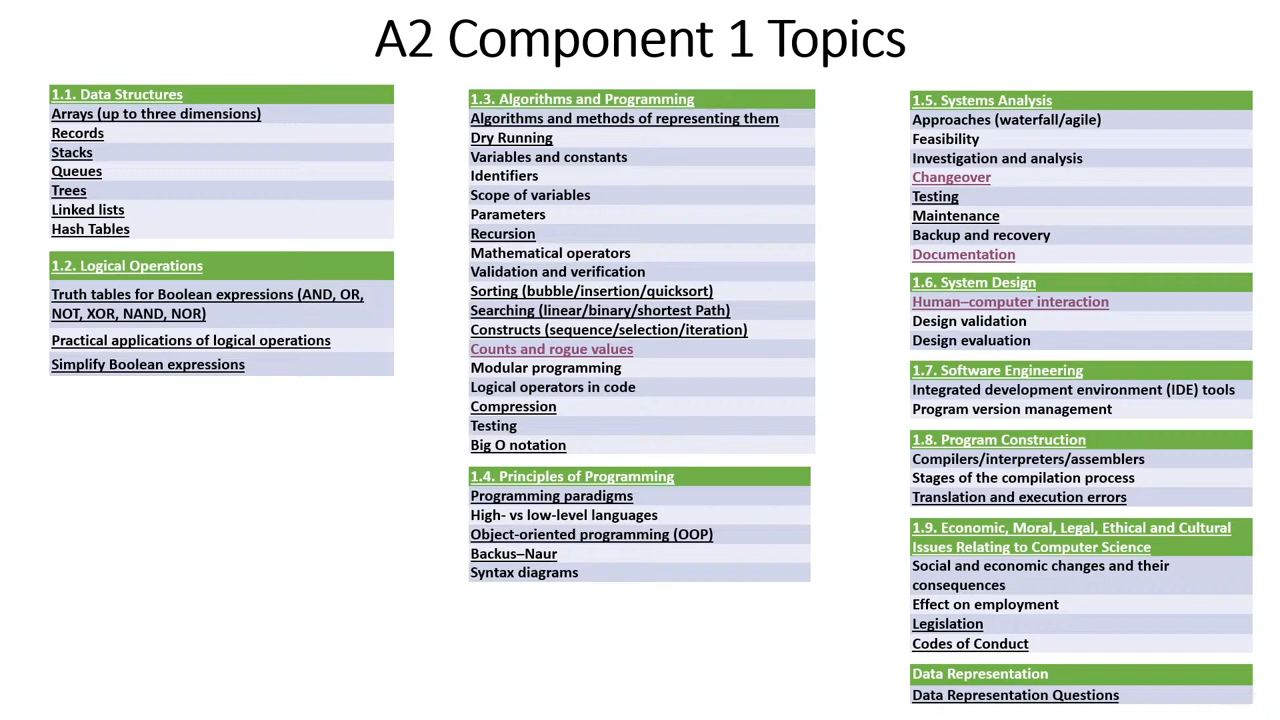 A2 Component 1 Topics
1.1. Data Structures
Arrays (up to three dimensions)
Records
Stacks
Queues
Trees
Linked lists
Hash Tables
1.2. Logical Operations
Truth tables for Boolean expressions (AND, OR,
NOT, XOR, NAND, NOR)
Practical applications of logical operations
Simplify Boolean expressions
1.3. Algorithms and Programming
Algorithms and methods of representing them
Dry Running
Variables and constants
Identifiers
Scope of variables
Parameters
Recursion
Mathematical operators
Validation and verification
Sorting (bubble/insertion/quicksort)
Searching (linear/binary/shortest Path)
Constructs (sequence/selection/iteration)
Counts and rogue values
Modular programming
Logical operators in code
Compression
Testing
Big O notation
1.4. Principles of Programming
Programming paradigms
High- vs low-level languages
Object-oriented programming (OOP)
Backus–Naur
Syntax diagrams
1.5. Systems Analysis
Approaches (waterfall/agile)
Feasibility
Investigation and analysis
Changeover
Testing
Maintenance
Backup and recovery
Documentation
1.6. System Design
Human–computer interaction
Design validation
Design evaluation
1.7. Software Engineering
Integrated development environment (IDE) tools
Program version management
1.8. Program Construction
Compilers/interpreters/assemblers
Stages of the compilation process
Translation and execution errors
1.9. Economic, Moral, Legal, Ethical and Cultural
Issues Relating to Computer Science
Social and economic changes and their
consequences
Effect on employment
Legislation
Codes of Conduct
Data Representation
Data Representation Questions